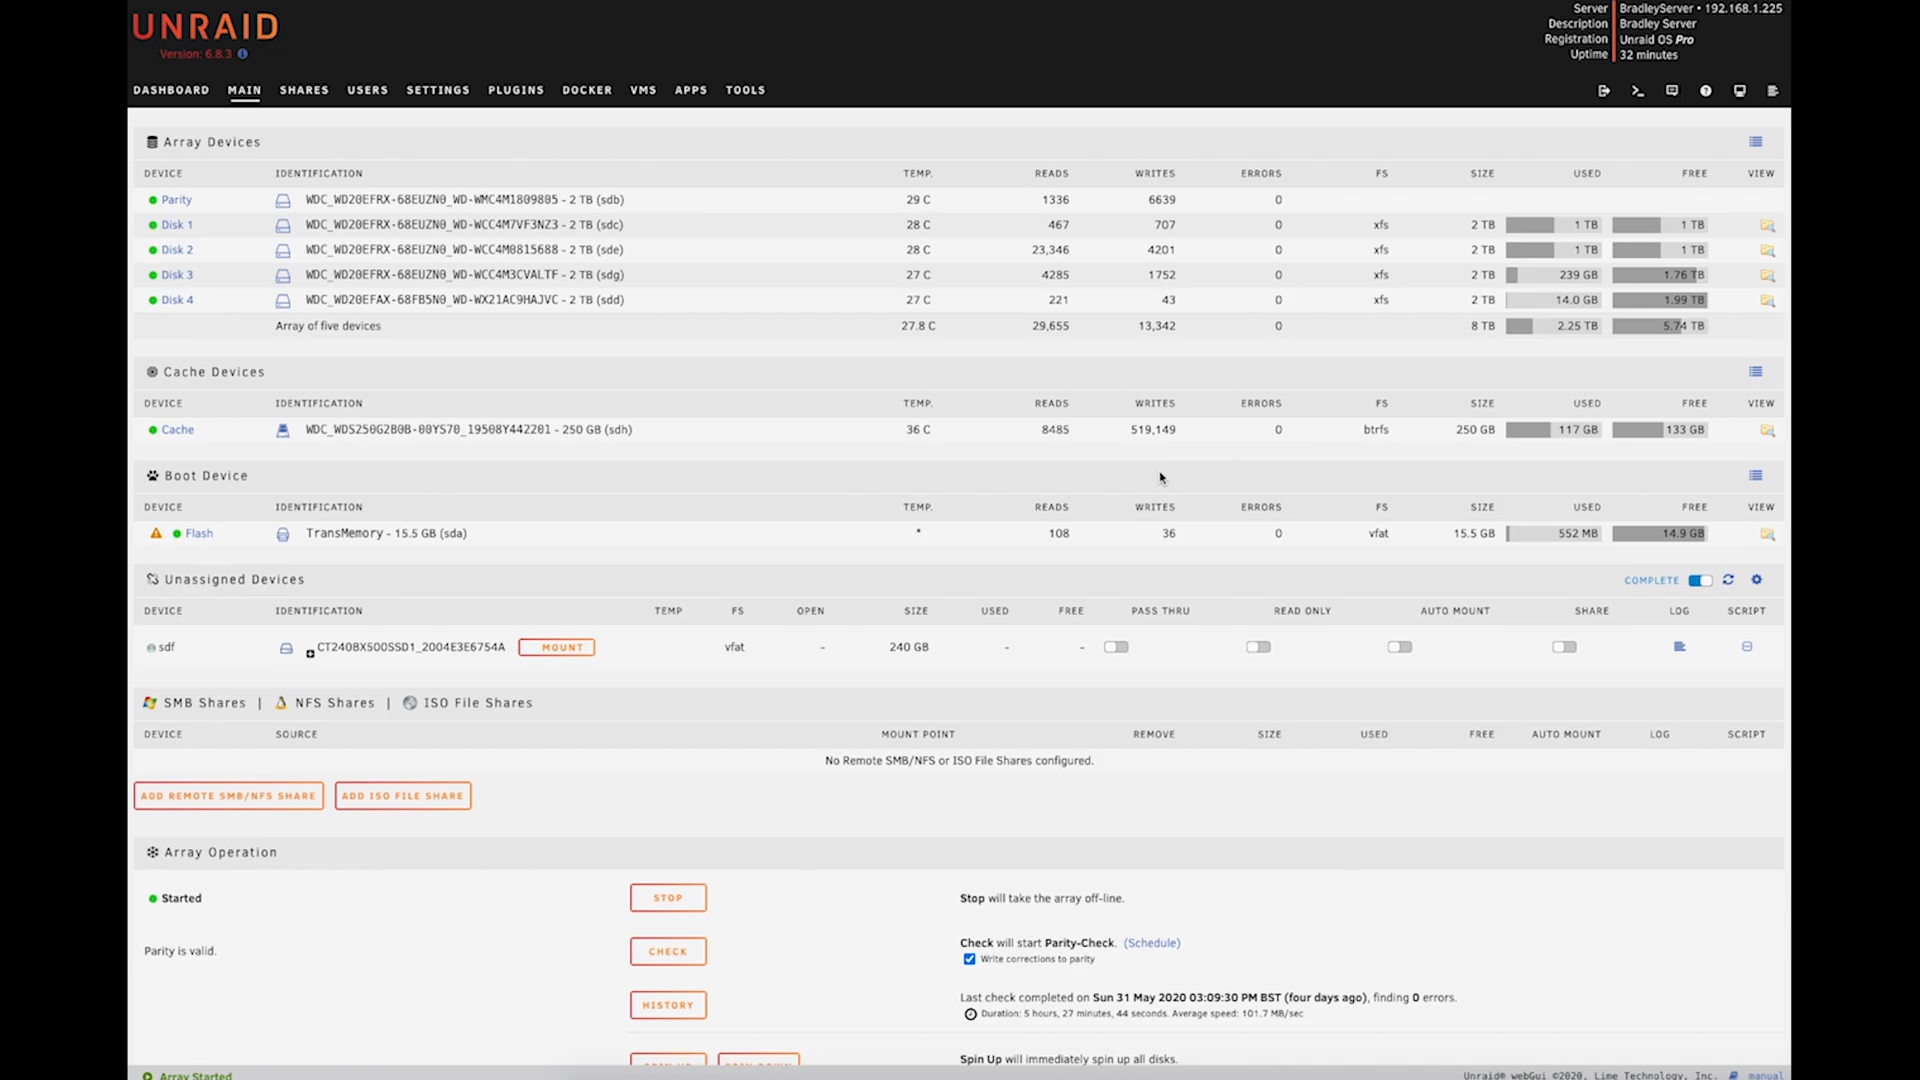 UNRAID
Version: 6.8.3
Server BradleyServer • 192.168.1.225
Description Bradley Server
Registration Unraid OS Pro
Uptime 32 minutes
DASHBOARD MAIN SHARES USERS SETTINGS PLUGINS DOCKER VMS APPS TOOLS
Array Devices
DEVICE IDENTIFICATION TEMP. READS WRITES ERRORS FS SIZE USED FREE VIEW
Parity WDC_WD20EFRX-68EUZN0_WD-WMC4M1809805 - 2 TB (sdb) 29 C 1336 6639 0
Disk 1 WDC_WD20EFRX-68EUZN0_WD-WCC4M7VF3NZ3 - 2 TB (sdc) 28 C 467 707 0 xfs 2 TB 1 TB 1 TB
Disk 2 WDC_WD20EFRX-68EUZN0_WD-WCC4M0815688 - 2 TB (sde) 28 C 23,346 4201 0 xfs 2 TB 1 TB 1 TB
Disk 3 WDC_WD20EFRX-68EUZN0_WD-WCC4M3CVALTF - 2 TB (sdg) 27 C 4285 1752 0 xfs 2 TB 239 GB 1.76 TB
Disk 4 WDC_WD20EFAX-68FB5N0_WD-WX21AC9HAJVC - 2 TB (sdd) 27 C 221 43 0 xfs 2 TB 14.0 GB 1.99 TB
Array of five devices 27.8 C 29,655 13,342 0 8 TB 2.25 TB 5.74 TB
Cache Devices
DEVICE IDENTIFICATION TEMP. READS WRITES ERRORS FS SIZE USED FREE VIEW
Cache WDC_WDS250G2B0B-00YS70_19508Y442201 - 250 GB (sdh) 36 C 8485 519,149 0 btrfs 250 GB 117 GB 133 GB
Boot Device
DEVICE IDENTIFICATION TEMP. READS WRITES ERRORS FS SIZE USED FREE VIEW
Flash TransMemory - 15.5 GB (sda) * 108 36 0 vfat 15.5 GB 552 MB 14.9 GB
Unassigned Devices COMPLETE
DEVICE IDENTIFICATION TEMP FS OPEN SIZE USED FREE PASS THRU READ ONLY AUTO MOUNT SHARE LOG SCRIPT
sdf CT240BX500SSD1_2004E3E6754A MOUNT vfat - 240 GB - -
SMB Shares | NFS Shares | ISO File Shares
DEVICE SOURCE MOUNT POINT REMOVE SIZE USED FREE AUTO MOUNT LOG SCRIPT
No Remote SMB/NFS or ISO File Shares configured.
ADD REMOTE SMB/NFS SHARE ADD ISO FILE SHARE
Array Operation
Started STOP Stop will take the array off-line.
Parity is valid. CHECK Check will start Parity-Check. (Schedule)
Write corrections to parity
HISTORY Last check completed on Sun 31 May 2020 03:09:30 PM BST (four days ago), finding 0 errors.
Duration: 5 hours, 27 minutes, 44 seconds. Average speed: 101.7 MB/sec
Spin Up will immediately spin up all disks.
Array Started Unraid® webGui ©2020, Lime Technology, Inc. manual